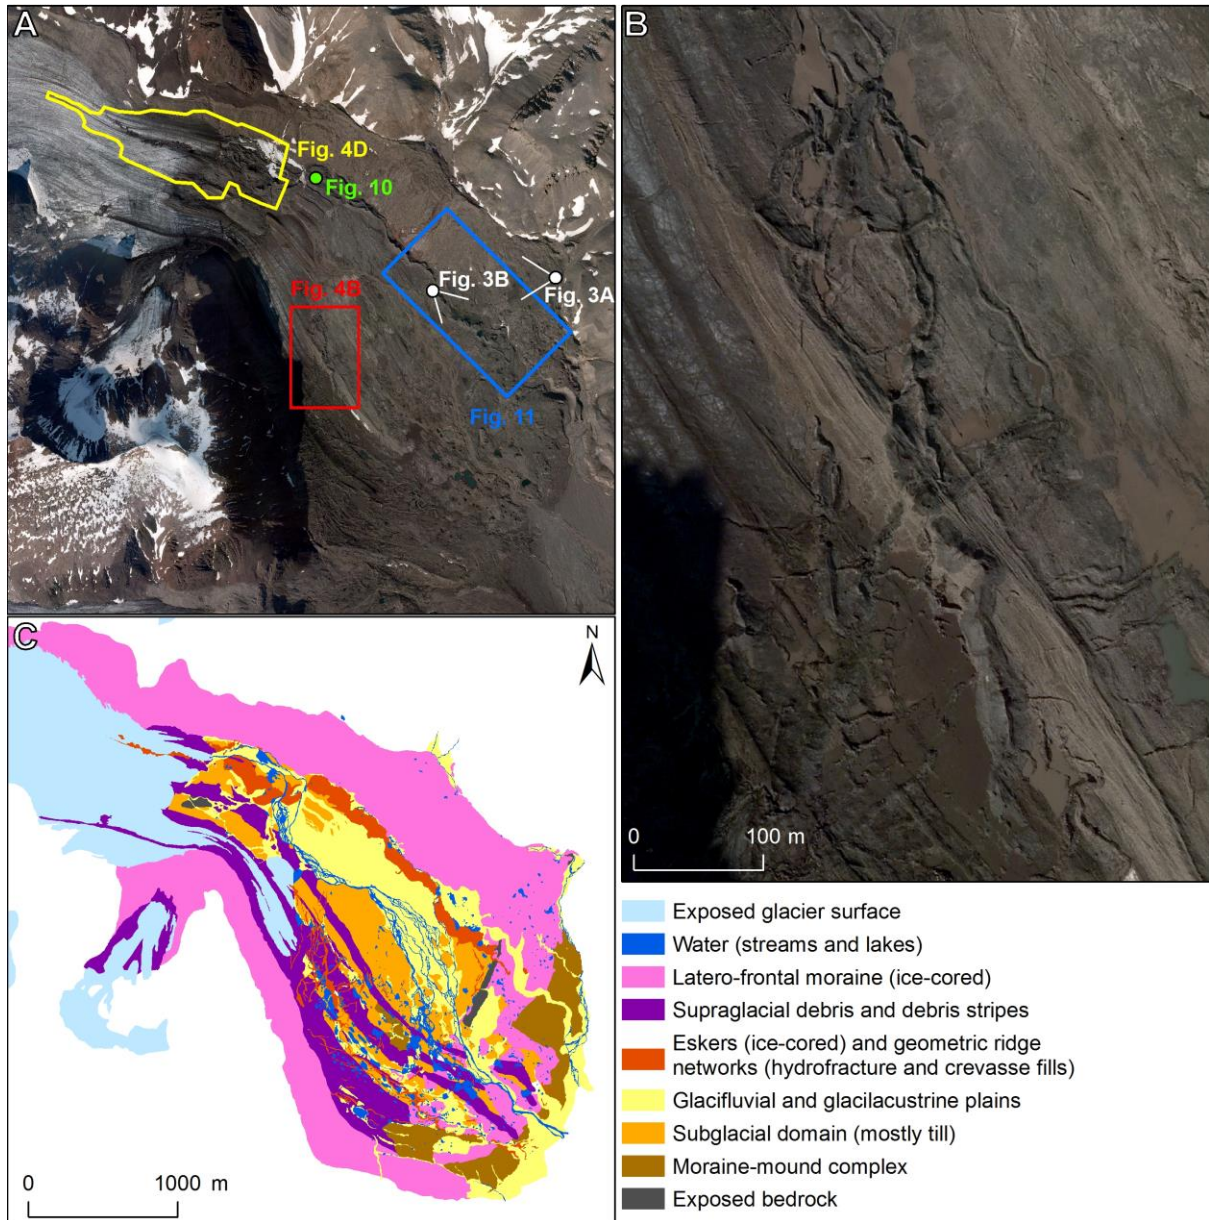 A
Fig. 4D
Fig. 10
Fig. 3B
Fig. 3A
Fig. 4B
Fig. 11
B
0 100 m
C
N
0 1000 m
Exposed glacier surface
Water (streams and lakes)
Latero-frontal moraine (ice-cored)
Supraglacial debris and debris stripes
Eskers (ice-cored) and geometric ridge
networks (hydrofracture and crevasse fills)
Glacifluvial and glacilacustrine plains
Subglacial domain (mostly till)
Moraine-mound complex
Exposed bedrock